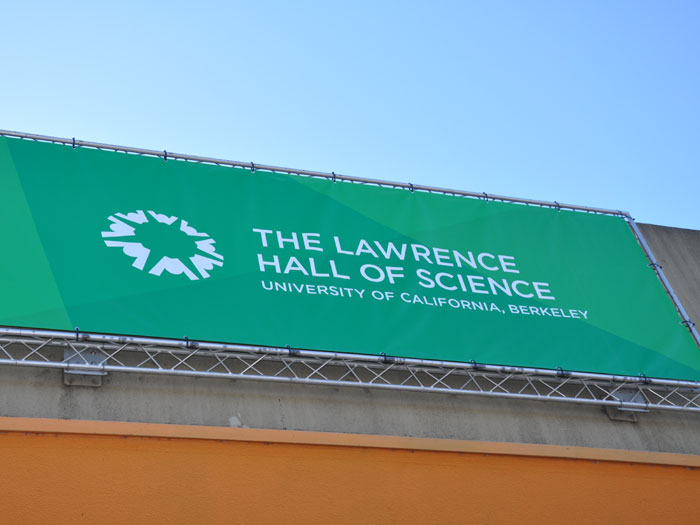 THE LAWRENCE
HALL OF SCIENCE
UNIVERSITY OF CALIFORNIA, BERKELEY